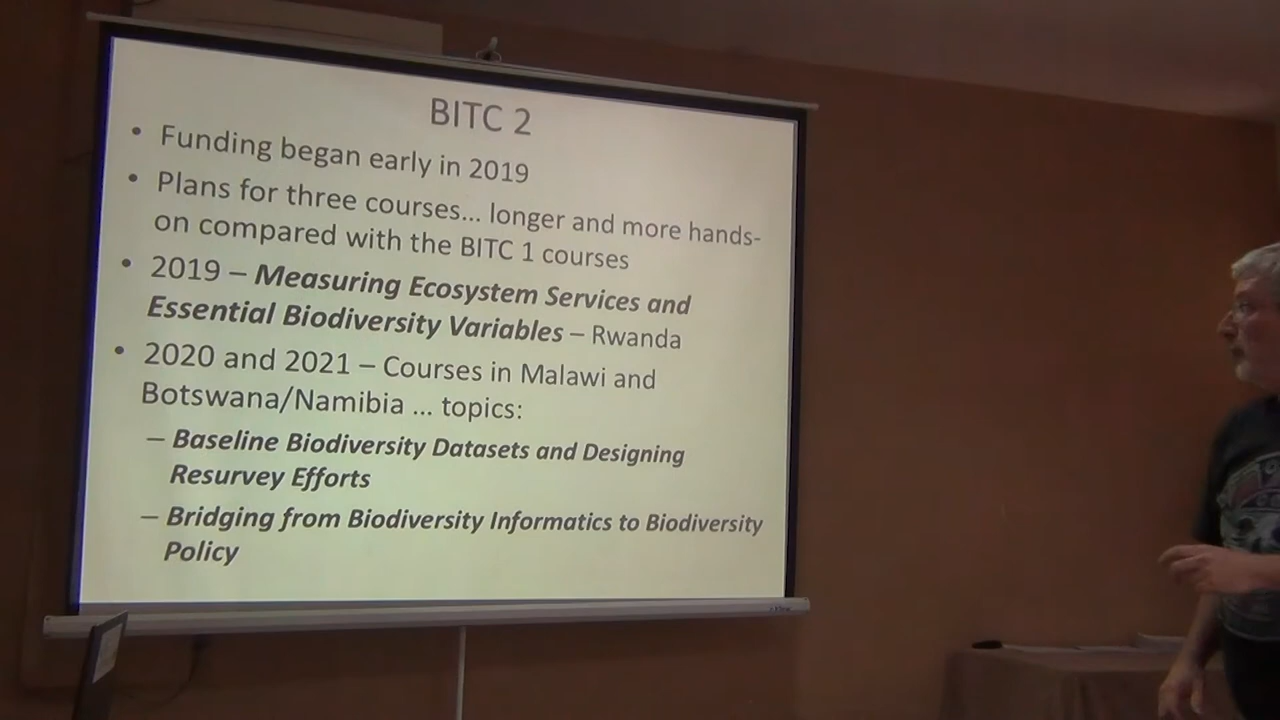 BITC 2
• Funding began early in 2019
• Plans for three courses... longer and more hands-
on compared with the BITC 1 courses
• 2019 – Measuring Ecosystem Services and
Essential Biodiversity Variables – Rwanda
• 2020 and 2021 – Courses in Malawi and
Botswana/Namibia ... topics:
– Baseline Biodiversity Datasets and Designing
Resurvey Efforts
– Bridging from Biodiversity Informatics to Biodiversity
Policy